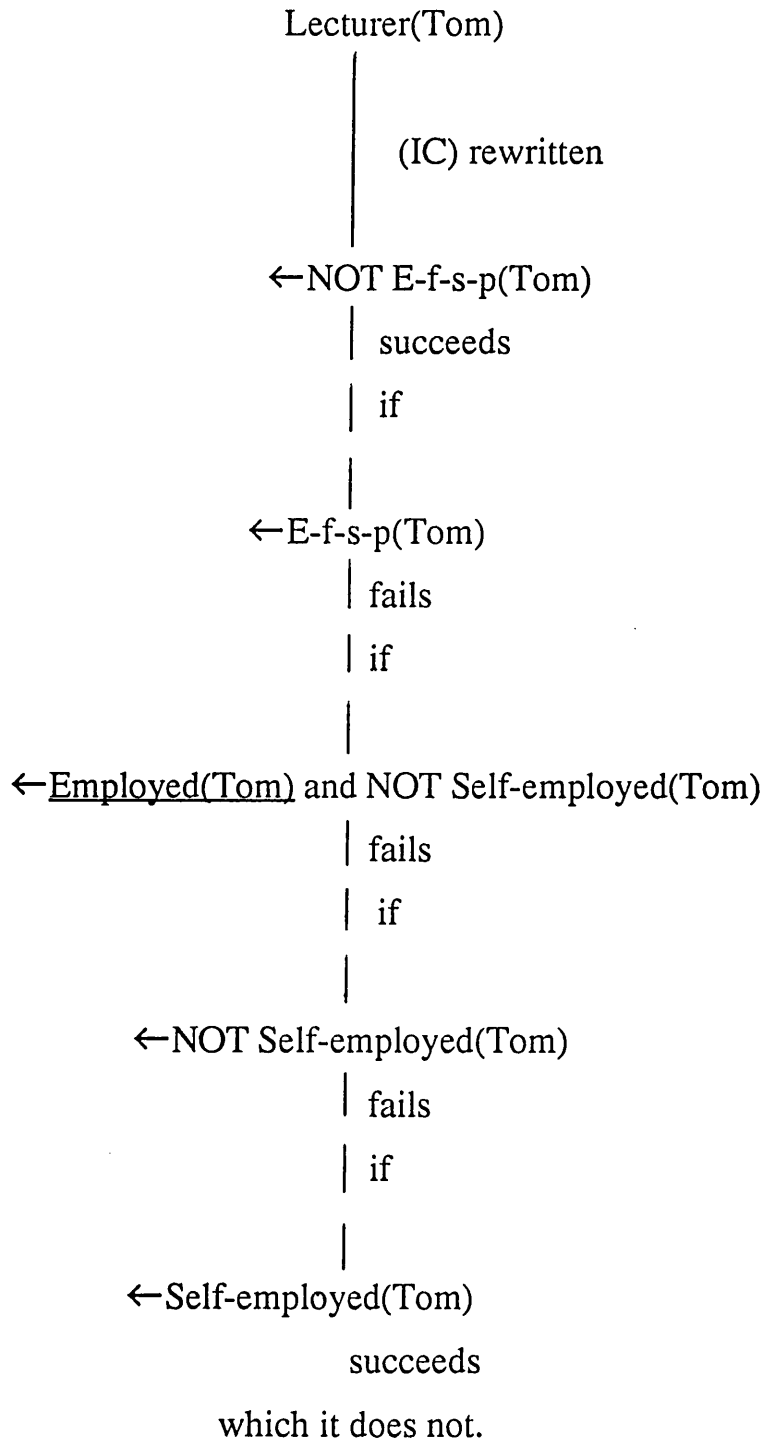 Lecturer(Tom)
(IC) rewritten
←NOT E-f-s-p(Tom)
succeeds
if
←E-f-s-p(Tom)
fails
if
←Employed(Tom) and NOT Self-employed(Tom)
fails
if
←NOT Self-employed(Tom)
fails
if
←Self-employed(Tom)
succeeds
which it does not.